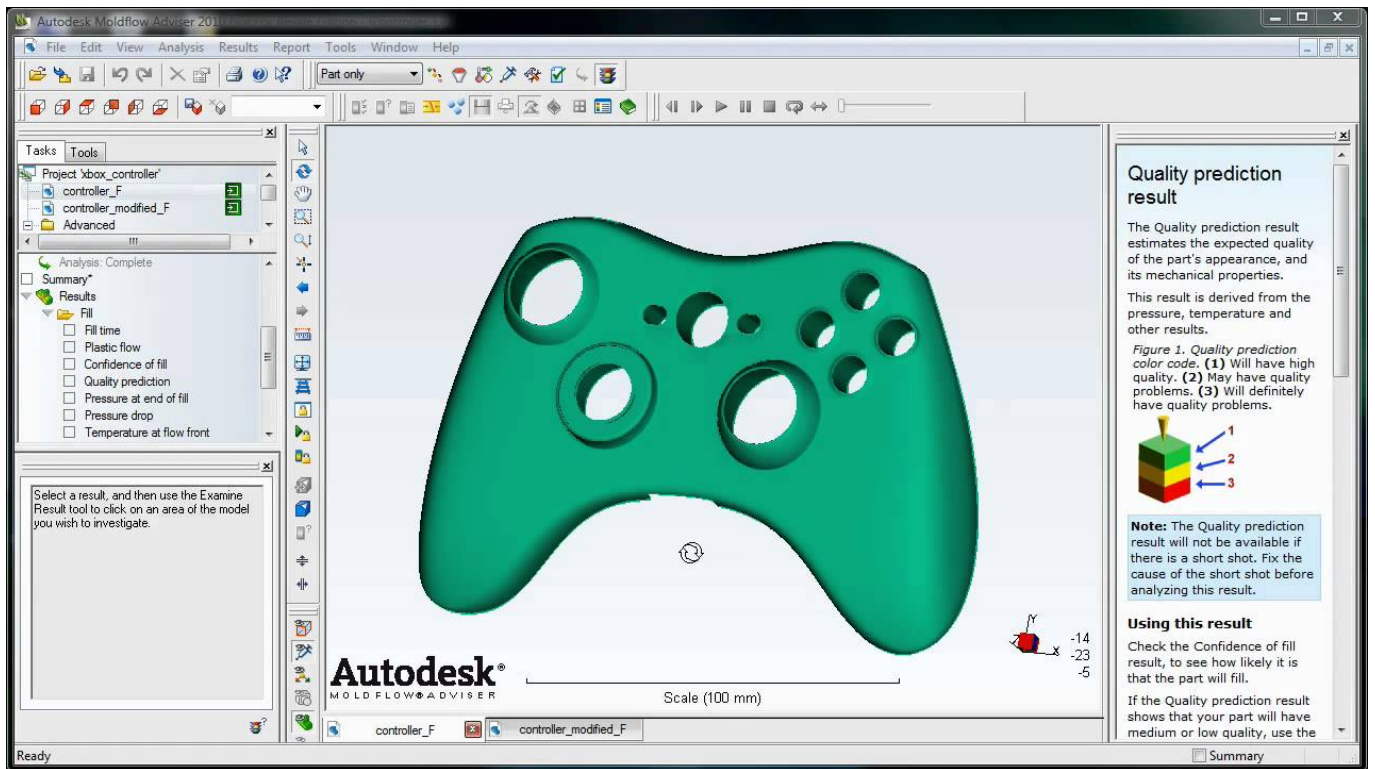 Autodesk Moldflow Adviser 2010
File Edit View Analysis Results Report Tools Window Help
Part only
Tasks Tools
Project 'xbox_controller'
controller_F
controller_modified_F
Advanced
Analysis: Complete
Summary*
Results
Fill
Fill time
Plastic flow
Confidence of fill
Quality prediction
Pressure at end of fill
Pressure drop
Temperature at flow front
Select a result, and then use the Examine
Result tool to click on an area of the model
you wish to investigate.
Autodesk®
MOLDFLOW® ADVISER
Scale (100 mm)
Y
Z
X
-14
-23
-5
controller_F
controller_modified_F
Quality prediction
result
The Quality prediction result
estimates the expected quality
of the part's appearance, and
its mechanical properties.
This result is derived from the
pressure, temperature and
other results.
Figure 1. Quality prediction
color code. (1) Will have high
quality. (2) May have quality
problems. (3) Will definitely
have quality problems.
1
2
3
Note: The Quality prediction
result will not be available if
there is a short shot. Fix the
cause of the short shot before
analyzing this result.
Using this result
Check the Confidence of fill
result, to see how likely it is
that the part will fill.
If the Quality prediction result
shows that your part will have
medium or low quality, use the
Ready
Summary